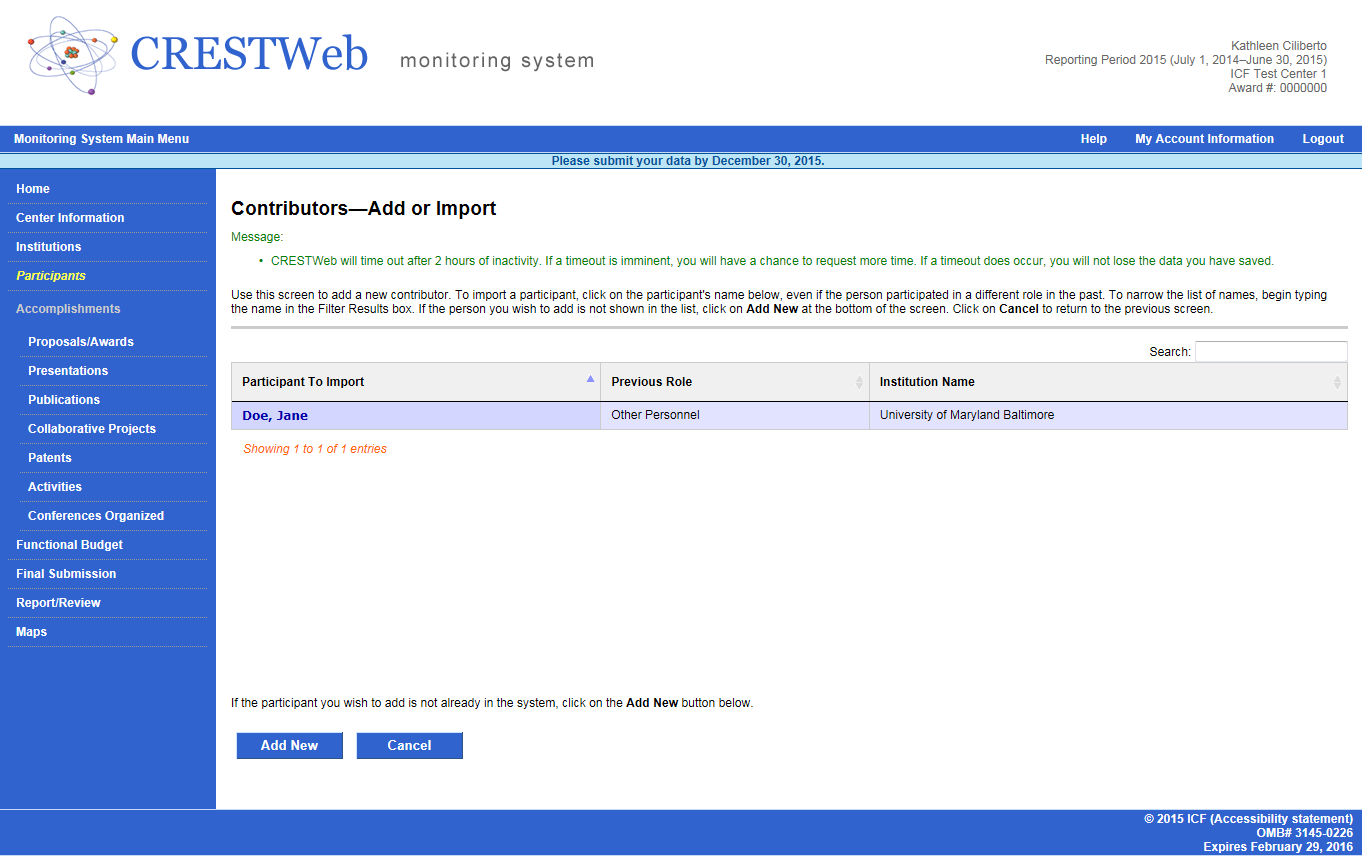 CRESTWeb monitoring system
Kathleen Ciliberto
Reporting Period 2015 (July 1, 2014–June 30, 2015)
ICF Test Center 1
Award #: 0000000
Monitoring System Main Menu
Help
My Account Information
Logout
Please submit your data by December 30, 2015.
Home
Center Information
Institutions
Participants
Accomplishments
Proposals/Awards
Presentations
Publications
Collaborative Projects
Patents
Activities
Conferences Organized
Functional Budget
Final Submission
Report/Review
Maps
Contributors—Add or Import
Message:
• CRESTWeb will time out after 2 hours of inactivity. If a timeout is imminent, you will have a chance to request more time. If a timeout does occur, you will not lose the data you have saved.
Use this screen to add a new contributor. To import a participant, click on the participant's name below, even if the person participated in a different role in the past. To narrow the list of names, begin typing
the name in the Filter Results box. If the person you wish to add is not shown in the list, click on Add New at the bottom of the screen. Click on Cancel to return to the previous screen.
Search:
Participant To Import
Previous Role
Institution Name
Doe, Jane
Other Personnel
University of Maryland Baltimore
Showing 1 to 1 of 1 entries
If the participant you wish to add is not already in the system, click on the Add New button below.
Add New
Cancel
© 2015 ICF (Accessibility statement)
OMB# 3145-0226
Expires February 29, 2016